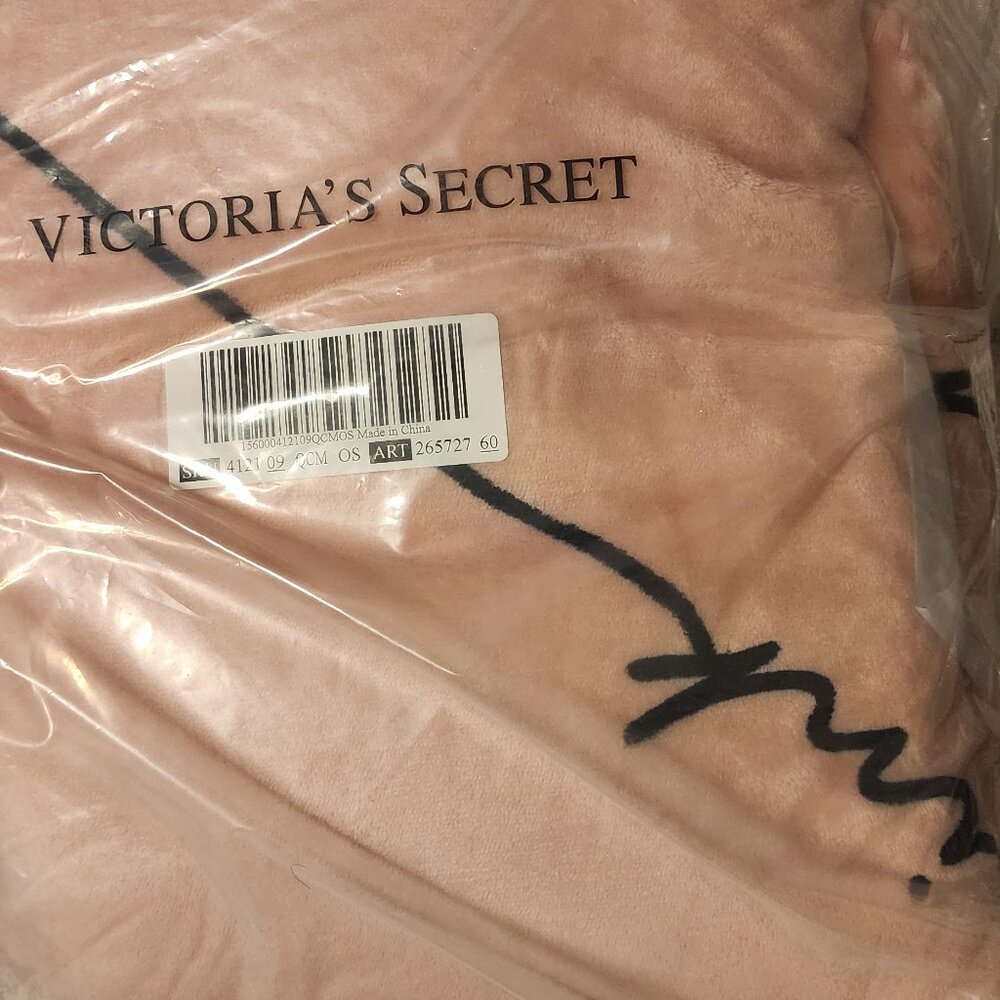 VICTORIA'S SECRET
156000412109QCMOS Made in China
4121 09 QCM OS ART 265727 60